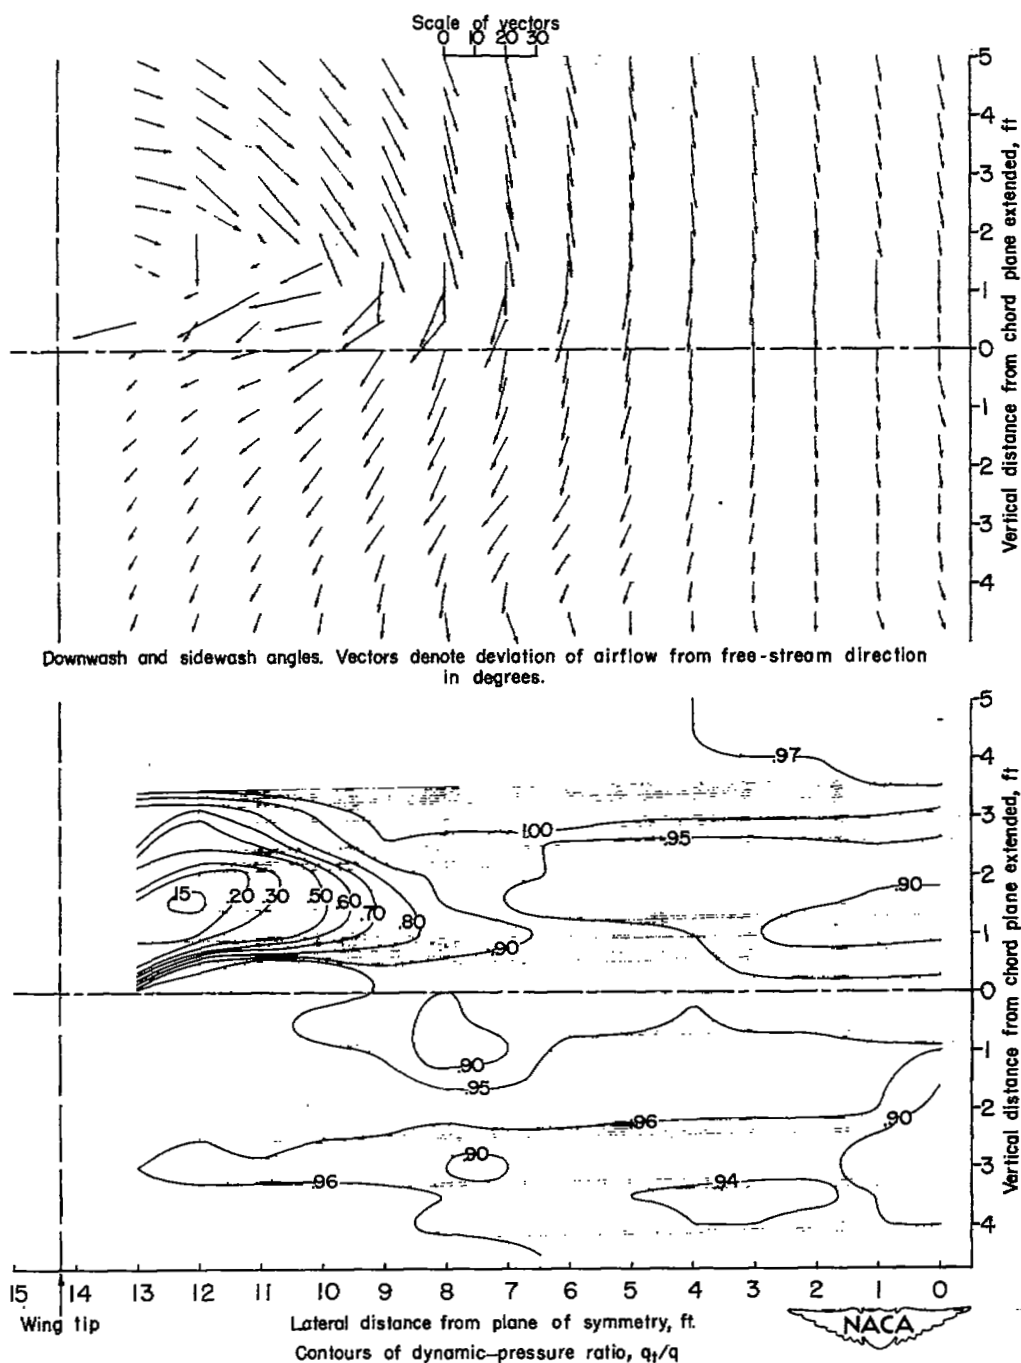 Scale of vectors
0 10 20 30
5
4
3
2
1
0
1
2
3
4
Vertical distance from chord plane extended, ft
Downwash and sidewash angles. Vectors denote deviation of airflow from free-stream direction
in degrees.
5
4
3
2
1
0
1
2
3
4
Vertical distance from chord plane extended, ft
.97
1.00
.95
.90
.15 .20 .30 .50 .60 .70 .80 .90
.90
.95
.96
.90
.90
.96
.94
15 14 13 12 11 10 9 8 7 6 5 4 3 2 1 0
Wing tip
Lateral distance from plane of symmetry, ft.
Contours of dynamic-pressure ratio, qt/q
NACA